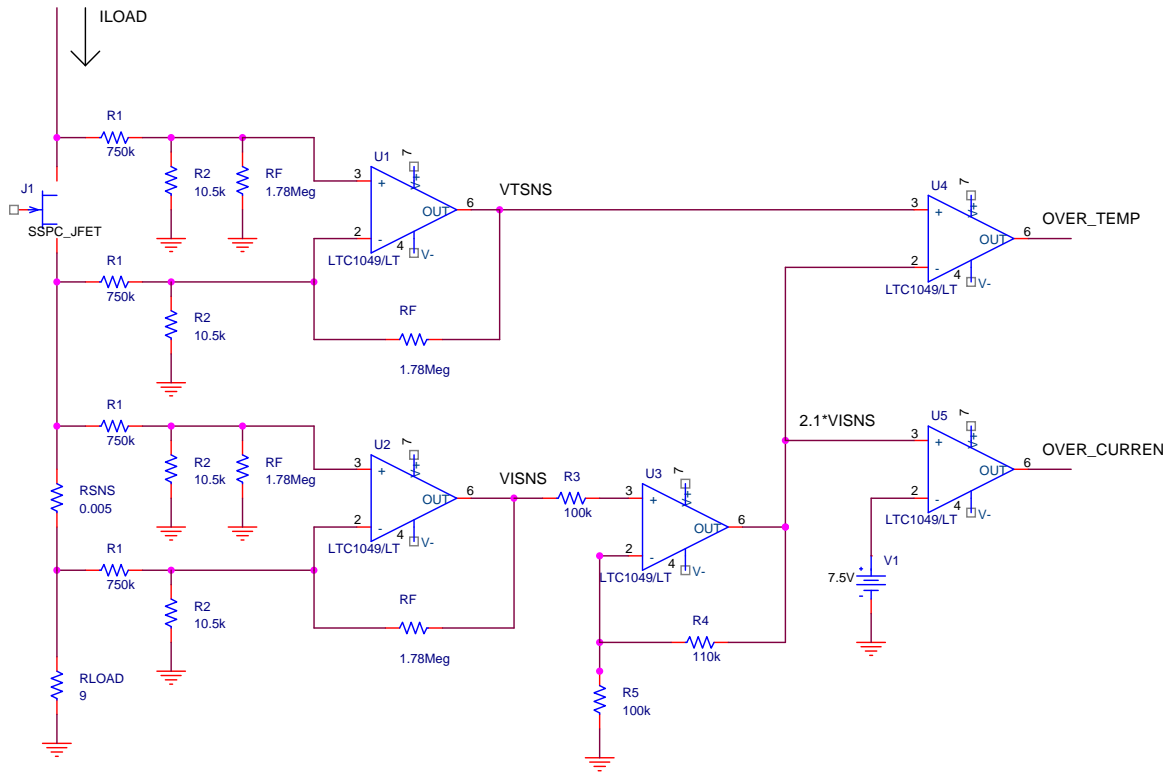 ILOAD
R1
750k
R2
10.5k
RF
1.78Meg
J1
SSPC_JFET
U1
7
V+
3
+
2
-
OUT
6
4
V-
LTC1049/LT
VTSNS
R1
750k
R2
10.5k
RF
1.78Meg
U4
7
V+
3
+
2
-
OUT
6
4
V-
LTC1049/LT
OVER_TEMP
R1
750k
R2
10.5k
RF
1.78Meg
RSNS
0.005
U2
7
V+
3
+
2
-
OUT
6
4
V-
LTC1049/LT
VISNS
R1
750k
R2
10.5k
RF
1.78Meg
RLOAD
9
R3
100k
U3
7
V+
3
+
2
-
OUT
6
4
V-
LTC1049/LT
R4
110k
R5
100k
2.1*VISNS
U5
7
V+
3
+
2
-
OUT
6
4
V-
LTC1049/LT
OVER_CURREN
V1
+
7.5V
-